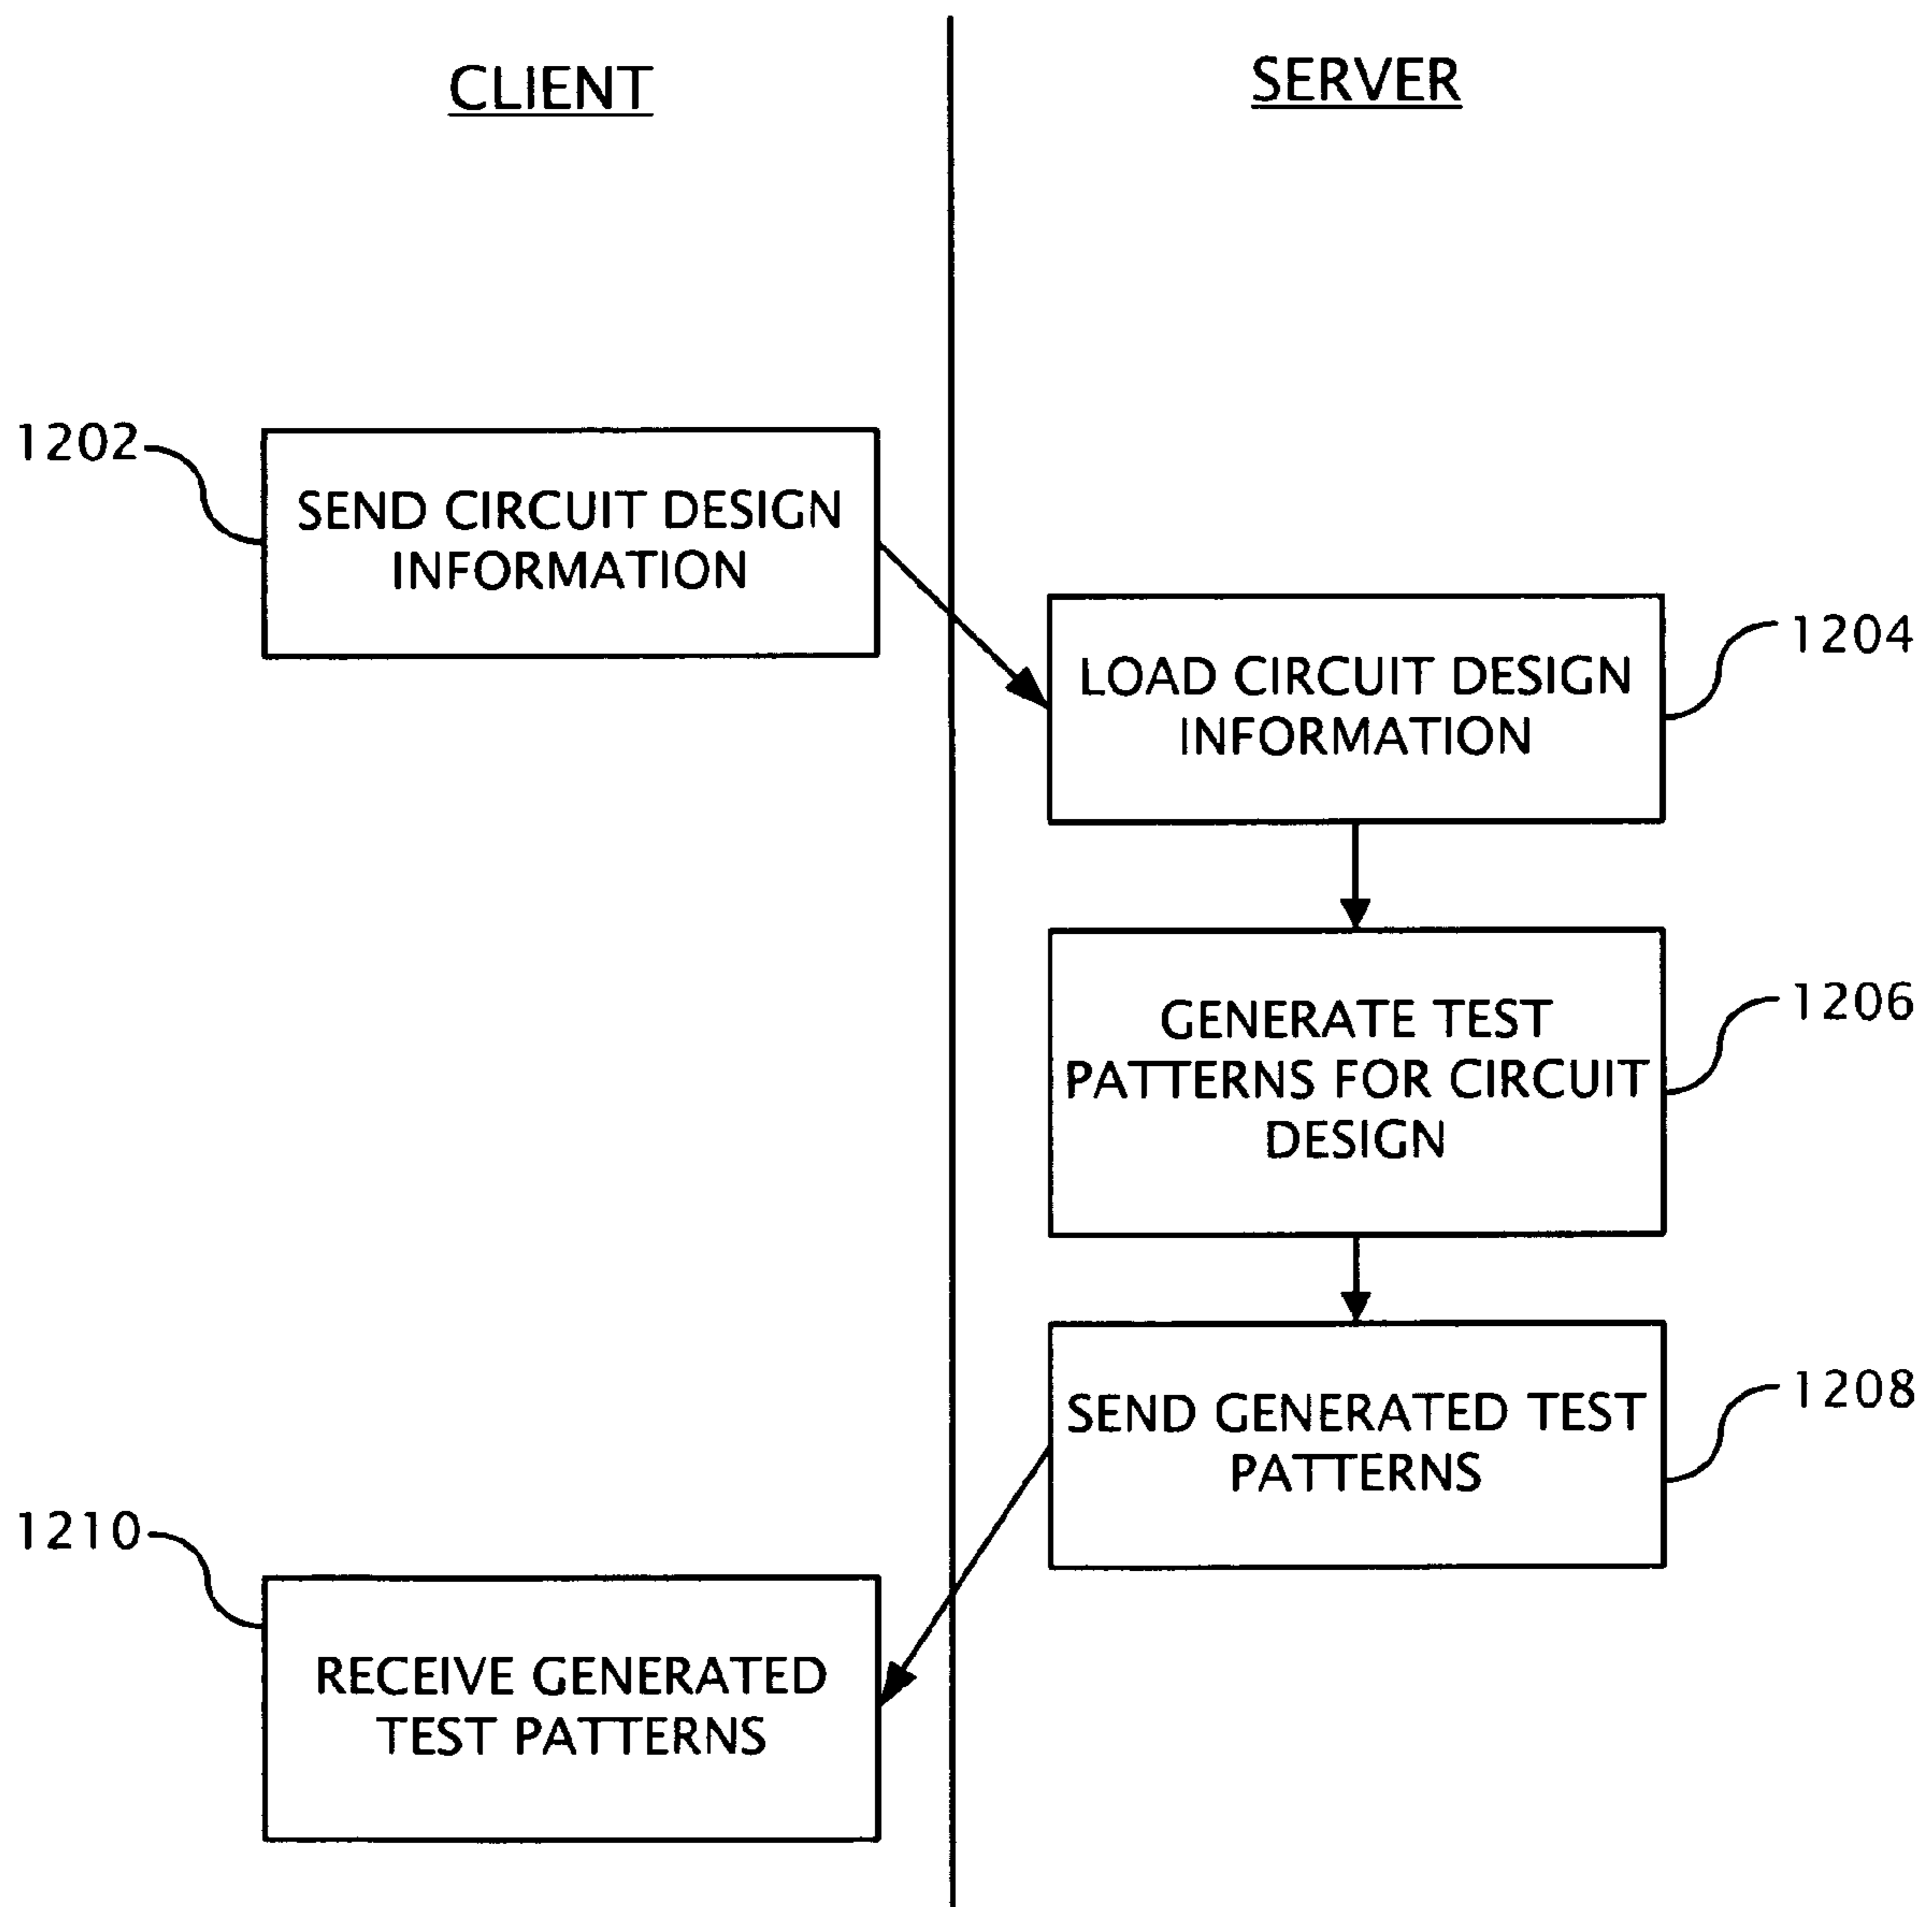 CLIENT
SERVER
1202
SEND CIRCUIT DESIGN
INFORMATION
1204
LOAD CIRCUIT DESIGN
INFORMATION
1206
GENERATE TEST
PATTERNS FOR CIRCUIT
DESIGN
1208
SEND GENERATED TEST
PATTERNS
1210
RECEIVE GENERATED
TEST PATTERNS